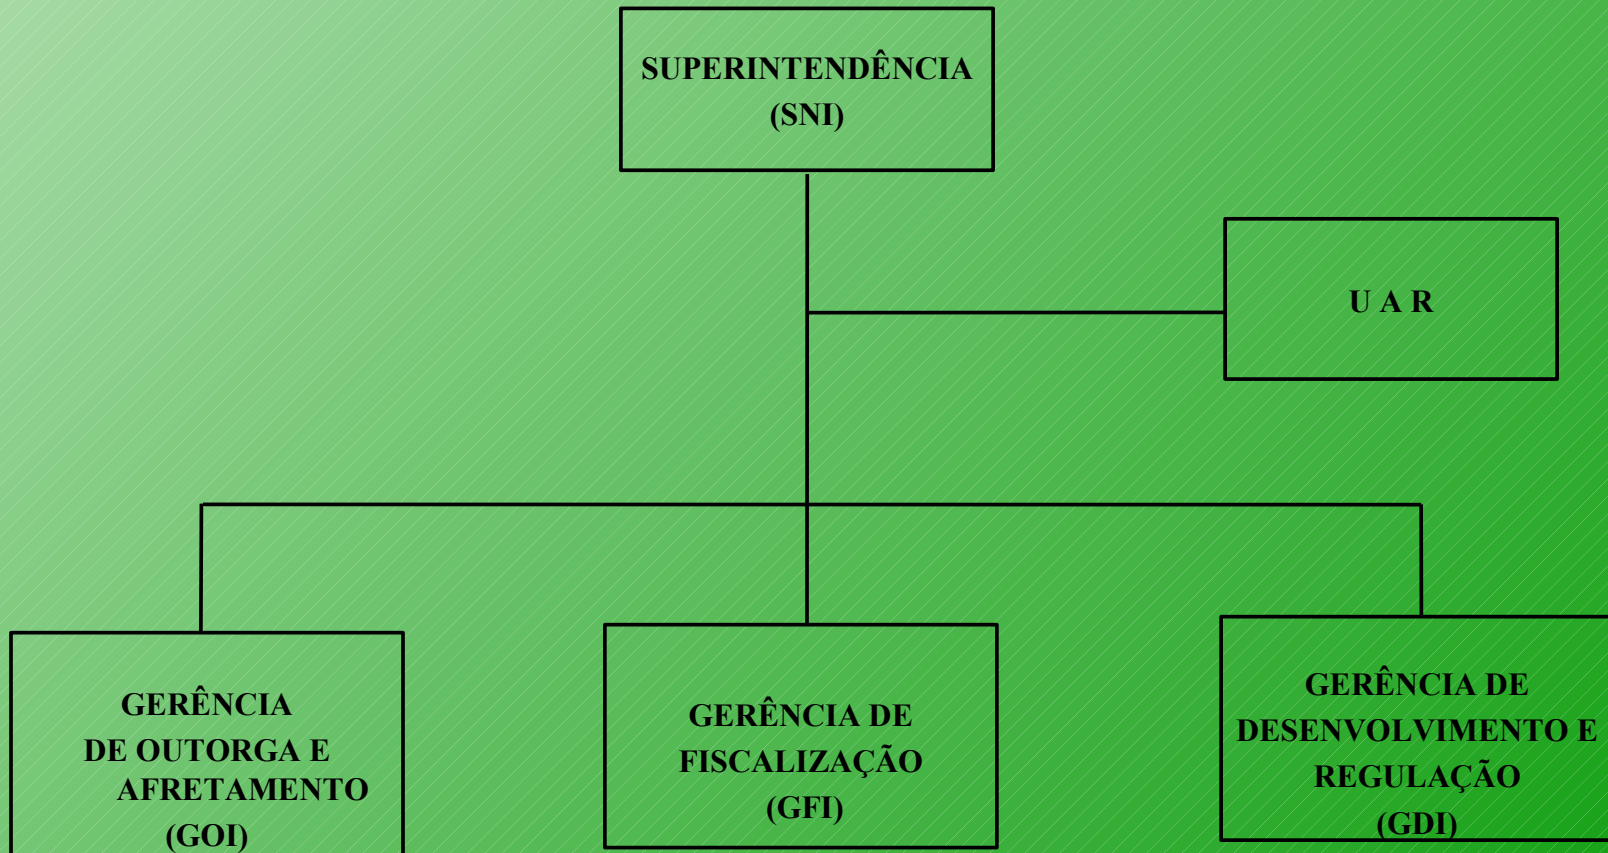 SUPERINTENDÊNCIA
(SNI)
U A R
GERÊNCIA
DE OUTORGA E
AFRETAMENTO
(GOI)
GERÊNCIA DE
FISCALIZAÇÃO
(GFI)
GERÊNCIA DE
DESENVOLVIMENTO E
REGULAÇÃO
(GDI)